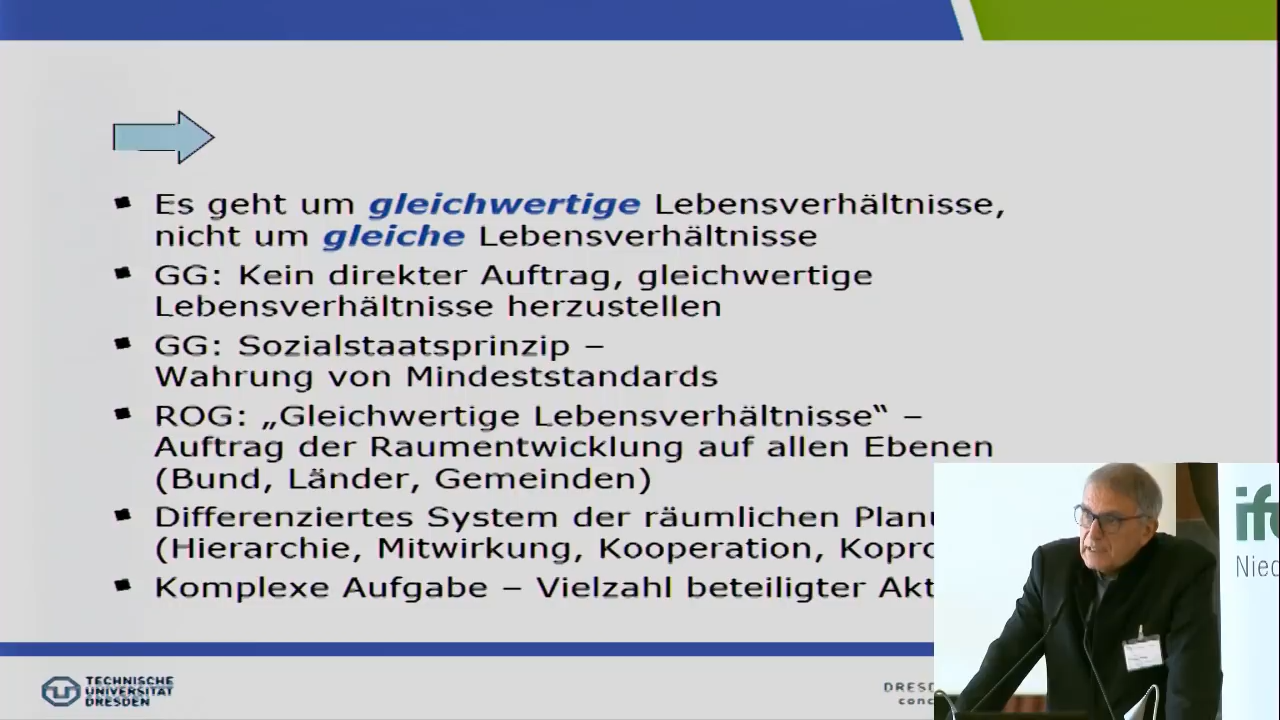 Es geht um gleichwertige Lebensverhältnisse,
nicht um gleiche Lebensverhältnisse
GG: Kein direkter Auftrag, gleichwertige
Lebensverhältnisse herzustellen
GG: Sozialstaatsprinzip –
Wahrung von Mindeststandards
ROG: „Gleichwertige Lebensverhältnisse“ –
Auftrag der Raumentwicklung auf allen Ebenen
(Bund, Länder, Gemeinden)
Differenziertes System der räumlichen
(Hierarchie, Mitwirkung, Kooperation,
Komplexe Aufgabe – Vielzahl beteiligter
TECHNISCHE
UNIVERSITÄT
DRESDEN